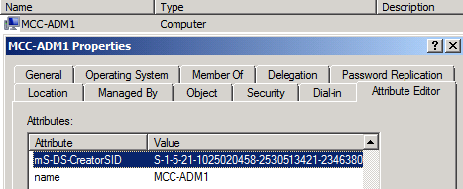 Name Type Description
MCC-ADM1 Computer
MCC-ADM1 Properties
General Operating System Member Of Delegation Password Replication
Location Managed By Object Security Dial-in Attribute Editor
Attributes:
Attribute Value
mS-DS-CreatorSID S-1-5-21-1025020458-2530513421-2346380
name MCC-ADM1